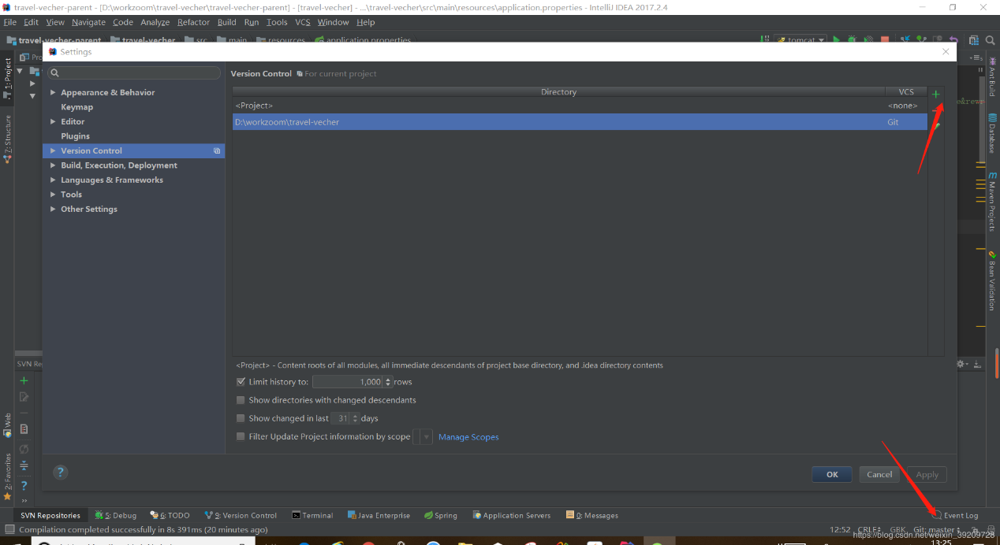 travel-vecher-parent - [D:\workzoom\travel-vecher\travel-vecher-parent] - [travel-vecher] - ...\travel-vecher\src\main\resources\application.properties - IntelliJ IDEA 2017.2.4
File Edit View Navigate Code Analyze Refactor Build Run Tools VCS Window Help
travel-vecher-parent travel-vecher src main resources application.properties tomcat
Settings
1: Project
Pro
7: Structure
Web
2: Favorites
Appearance & Behavior
Keymap
Editor
Plugins
Version Control
Build, Execution, Deployment
Languages & Frameworks
Tools
Other Settings
Version Control For current project
Directory VCS
<Project> <none>
D:\workzoom\travel-vecher Git
<Project> - Content roots of all modules, all immediate descendants of project base directory, and .idea directory contents
Limit history to: 1,000 rows
Show directories with changed descendants
Show changed in last 31 days
Filter Update Project information by scope Manage Scopes
?
OK Cancel Apply
Ant Build
e&rewr
Database
Maven Projects
Bean Validation
SVN Re
?
SVN Repositories 5: Debug 6: TODO 9: Version Control Terminal Java Enterprise Spring Application Servers 0: Messages Event Log
Compilation completed successfully in 8s 391ms (20 minutes ago) 12:52 CRLF GBK Git: master
https://blog.csdn.net/weixin_39209728
13:25